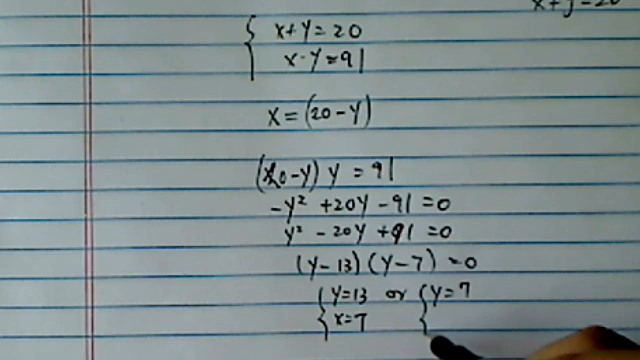 x+y=20
x+y=20
x·y=91
x=(20-y)
(20-y) y = 91
-y² +20y -91 =0
y² -20y +91 =0
(y-13)(y-7) =0
y=13 or y=7
x=7